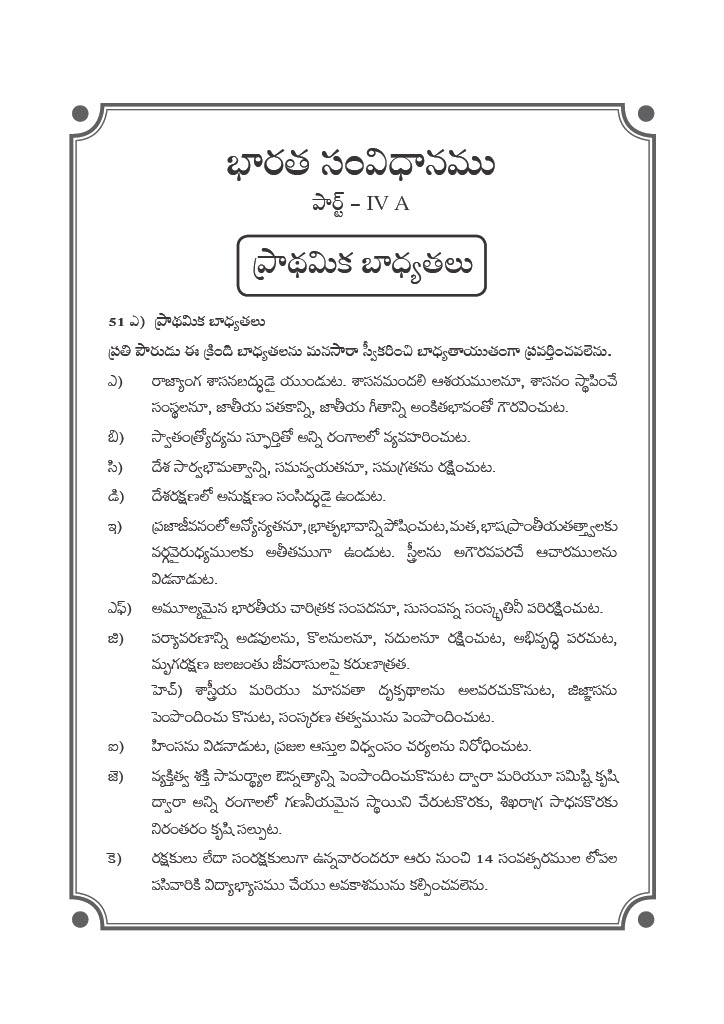 భారత సంవిధానము
పార్ట్ – IV A
ప్రాథమిక బాధ్యతలు
51 ఎ) ప్రాథమిక బాధ్యతలు
ప్రతి పౌరుడు ఈ క్రింది బాధ్యతలను మనసారా స్వీకరించి బాధ్యతాయుతంగా ప్రవర్తించవలెను.
ఎ) రాజ్యాంగ శాసనబద్ధుడై యుండుట. శాసనమందలి ఆశయములనూ, శాసనం స్థాపించే
సంస్థలనూ, జాతీయ పతకాన్ని, జాతీయ గీతాన్ని అంకితభావంతో గౌరవించుట.
బి) స్వాతంత్ర్యోద్యమ స్ఫూర్తితో అన్ని రంగాలలో వ్యవహరించుట.
సి) దేశ సార్వభౌమత్వాన్ని, సమన్వయతనూ, సమగ్రతను రక్షించుట.
డి) దేశరక్షణలో అనుక్షణం సంసిద్ధుడై ఉండుట.
ఇ) ప్రజాజీవనంలో అన్యోన్యతనూ, భ్రాతృభావాన్ని పోషించుట, మత, భాష ప్రాంతీయతత్త్వాలకు
వర్గవైరుధ్యములకు అతీతముగా ఉండుట. స్త్రీలను అగౌరవపరచే ఆచారములను
విడనాడుట.
ఎఫ్) అమూల్యమైన భారతీయ చారిత్రక సంపదనూ, సుసంపన్న సంస్కృతినీ పరిరక్షించుట.
జి) పర్యావరణాన్ని అడవులను, కొలనులనూ, నదులనూ రక్షించుట, అభివృద్ధి పరచుట,
మృగరక్షణ జలజంతు జీవరాసులపై కరుణార్తత.
హెచ్) శాస్త్రీయ మరియు మానవతా దృక్పథాలను అలవరచుకొనుట, జిజ్ఞాసను
పెంపొందించు కొనుట, సంస్కరణ తత్వమును పెంపొందించుట.
ఐ) హింసను విడనాడుట, ప్రజల ఆస్తుల విధ్వంసం చర్యలను నిరోధించుట.
జె) వ్యక్తిత్వ శక్తి సామర్థ్యాల ఔన్నత్యాన్ని పెంపొందించుకొనుట ద్వారా మరియూ సమిష్టి కృషి
ద్వారా అన్ని రంగాలలో గణనీయమైన స్థాయిని చేరుటకొరకు, శిఖరాగ్ర సాధనకొరకు
నిరంతరం కృషి సల్పుట.
కె) రక్షకులు లేదా సంరక్షకులుగా ఉన్నవారందరూ ఆరు నుంచి 14 సంవత్సరముల లోపల
పసివారికి విద్యాభ్యాసము చేయు అవకాశమును కల్పించవలెను.